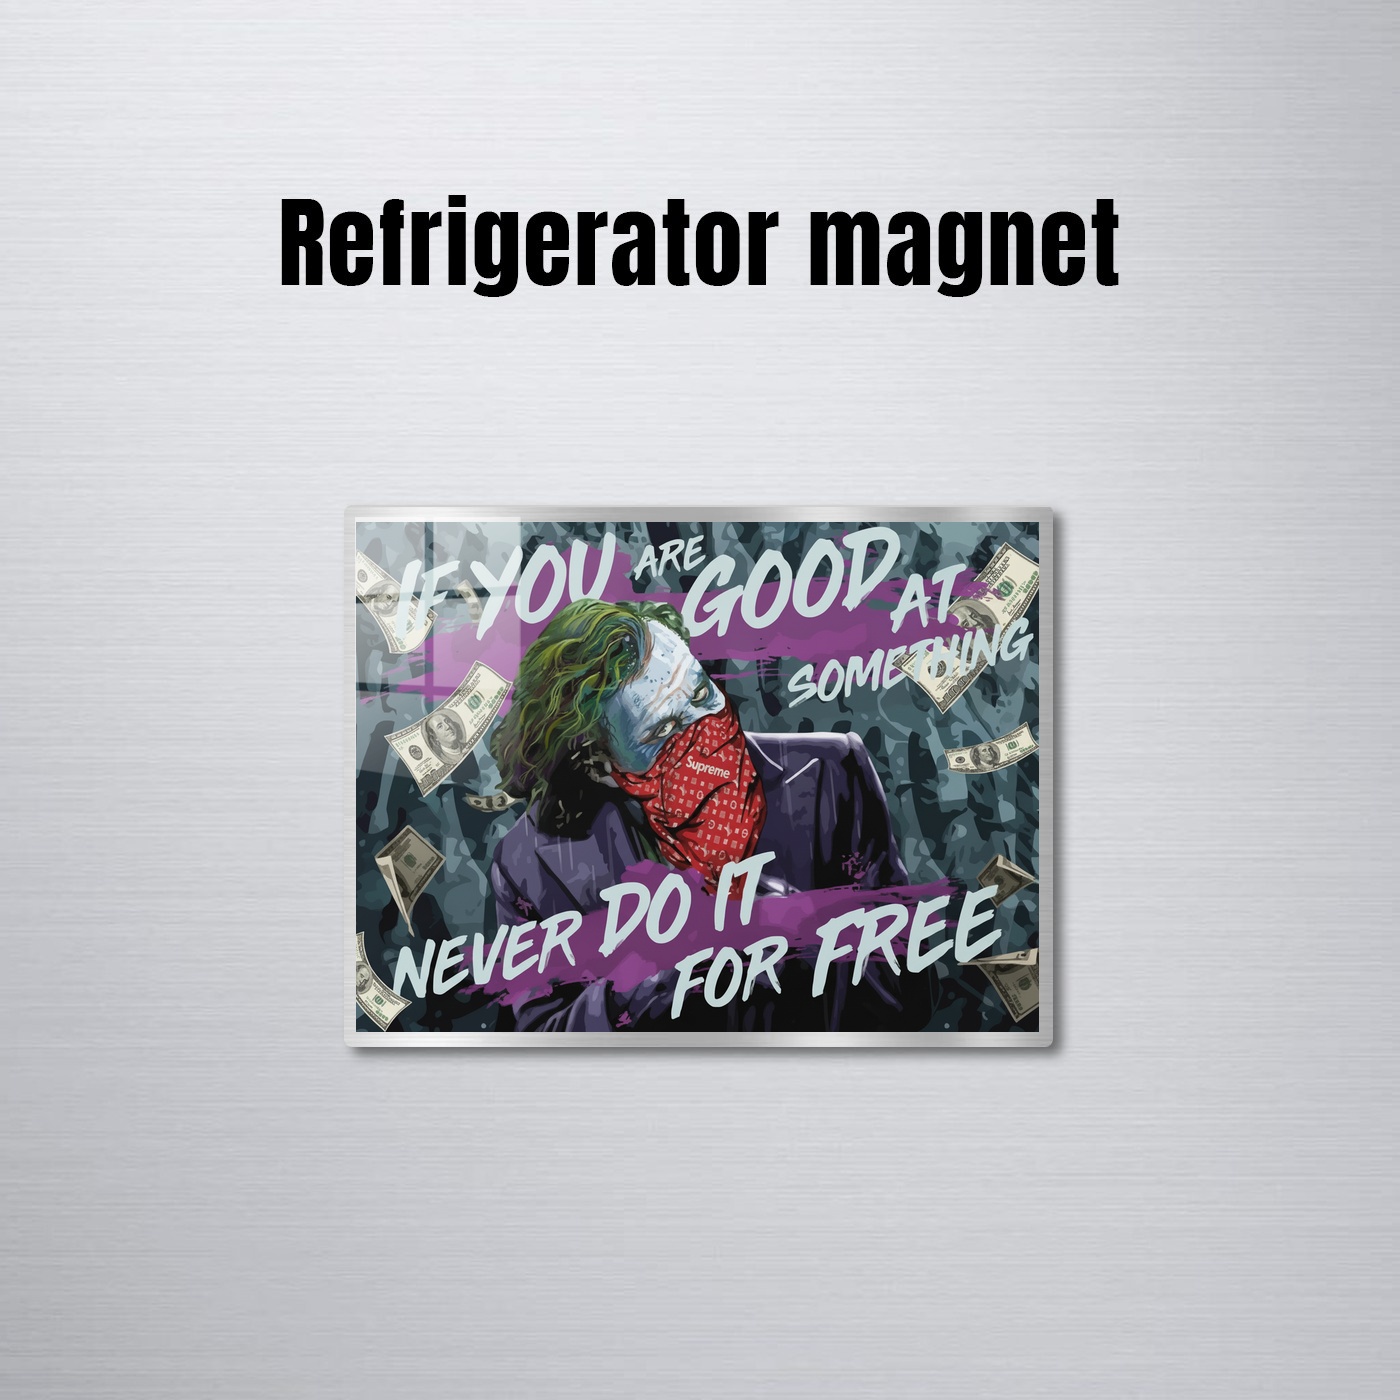 Refrigerator magnet
IF YOU ARE GOOD AT
SOMETHING
Supreme
NEVER DO IT
FOR FREE